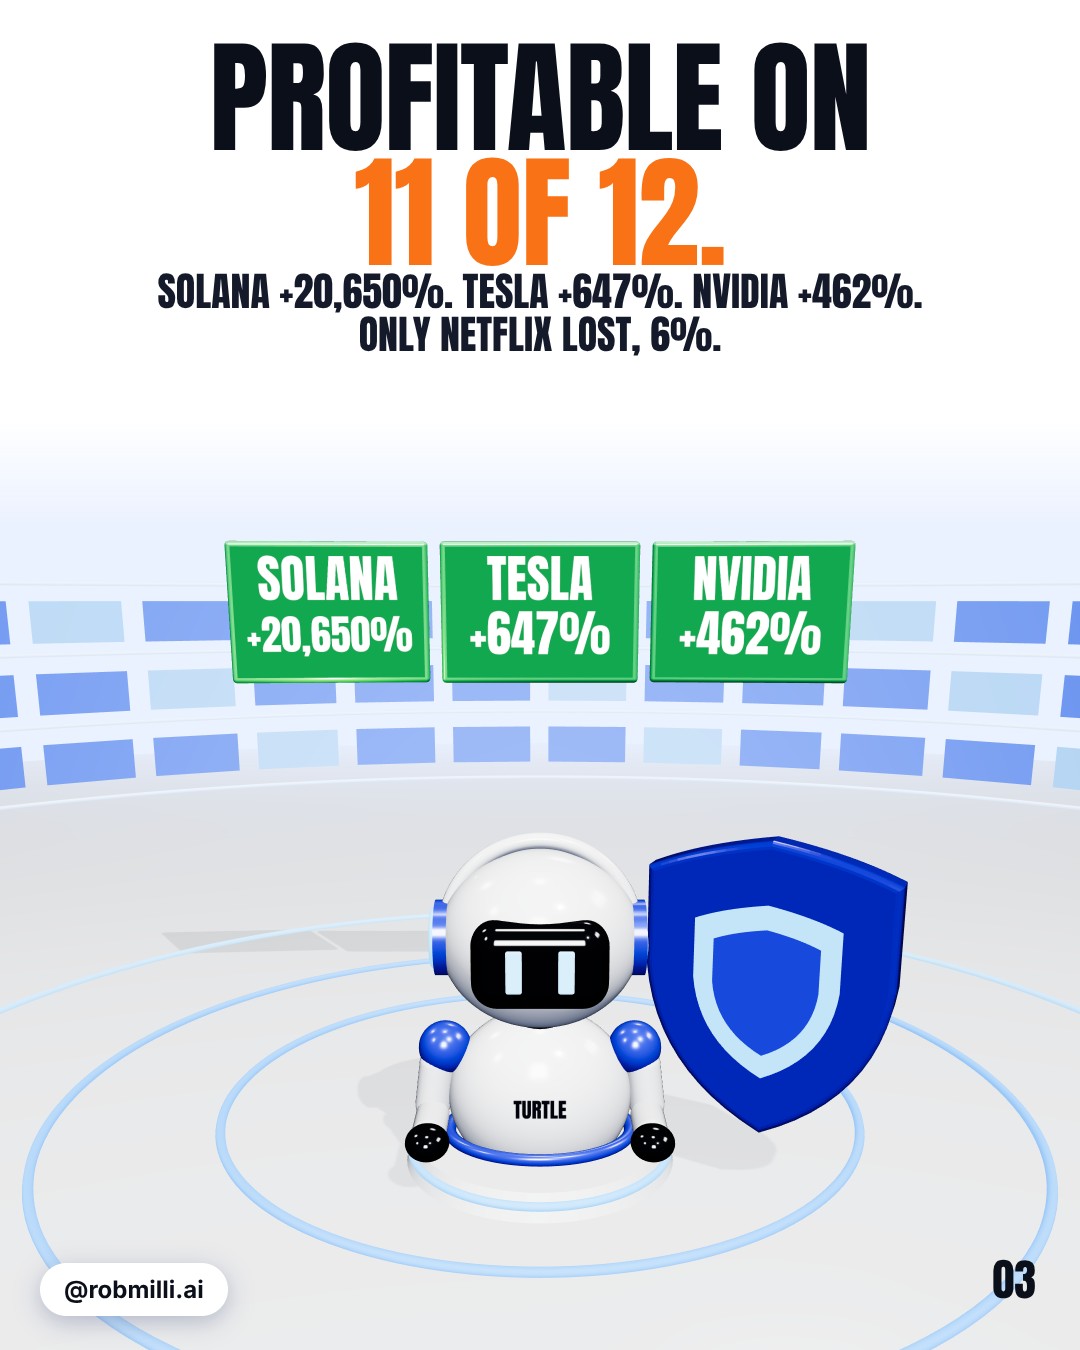 PROFITABLE ON
11 OF 12.
SOLANA +20,650%. TESLA +647%. NVIDIA +462%.
ONLY NETFLIX LOST, 6%.
SOLANA
+20,650%
TESLA
+647%
NVIDIA
+462%
TURTLE
@robmilli.ai
03